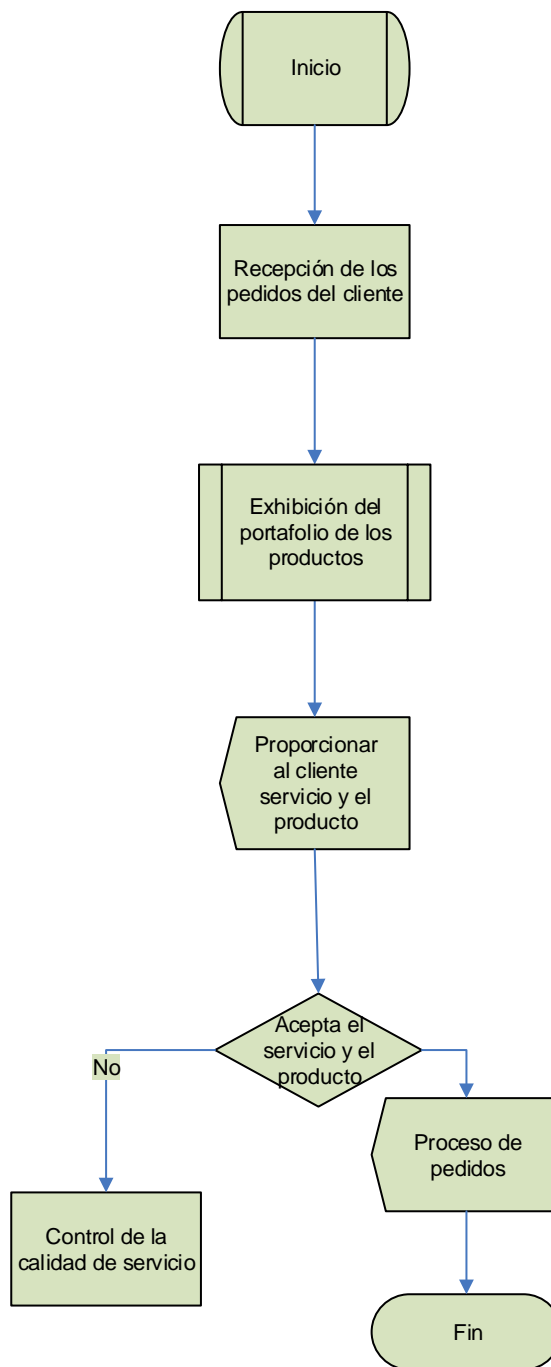 Inicio
Recepción de los
pedidos del cliente
Exhibición del
portafolio de los
productos
Proporcionar
al cliente
servicio y el
producto
Acepta el
servicio y el
producto
No
Proceso de
pedidos
Control de la
calidad de servicio
Fin